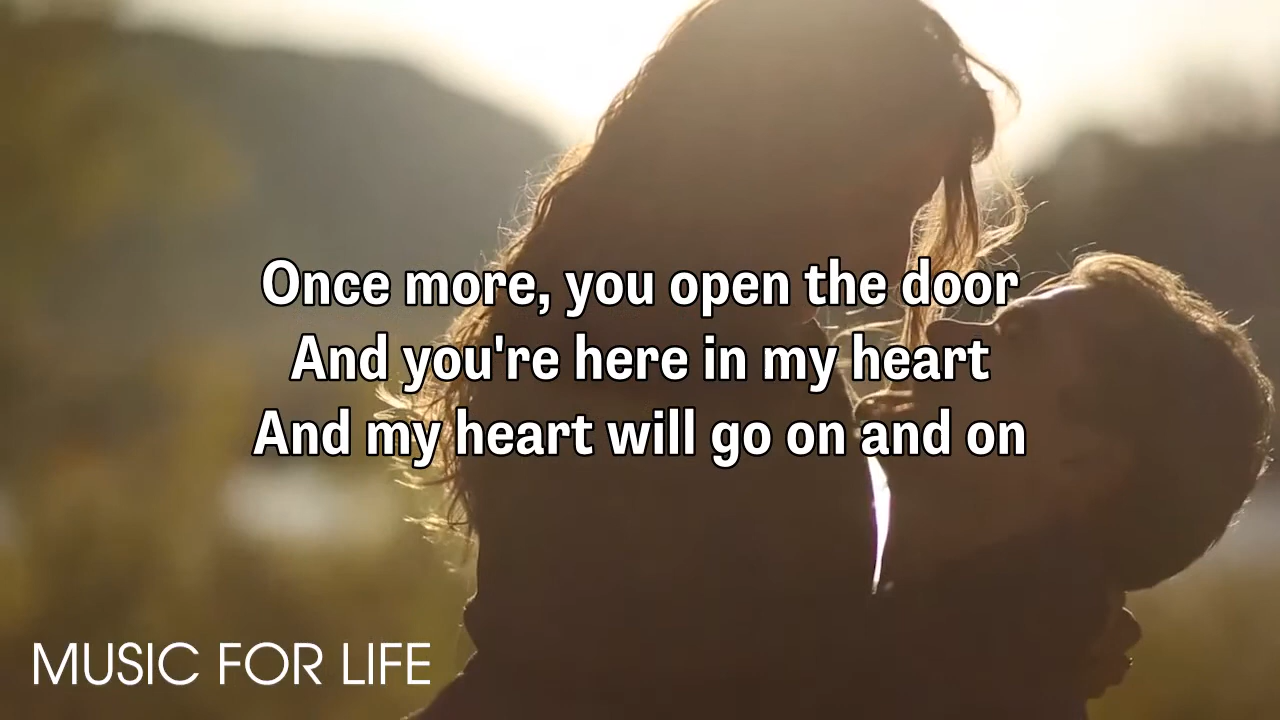 Once more, you open the door
And you're here in my heart
And my heart will go on and on
MUSIC FOR LIFE